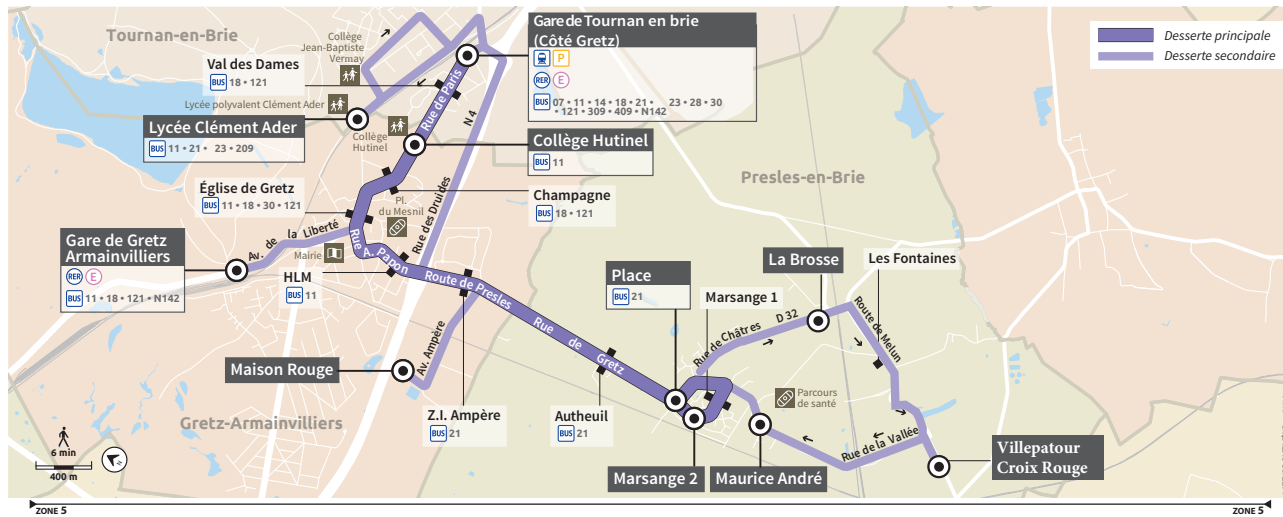 Tournan-en-Brie
Collège
Jean-Baptiste
Vermay
Val des Dames
BUS 18 • 121
Lycée polyvalent Clément Ader
Lycée Clément Ader
BUS 11 • 21 • 23 • 209
Collège
Hutinel
Rue de Paris
N 4
Gare de Tournan en brie
(Côté Gretz)
P
RER E
BUS 07 • 11 • 14 • 18 • 21 • 23 • 28 • 30
• 121 • 309 • 409 • N142
Desserte principale
Desserte secondaire
Collège Hutinel
BUS 11
Champagne
BUS 18 • 121
Presles-en-Brie
Église de Gretz
BUS 11 • 18 • 30 • 121
Pl.
du Mesnil
Rue des Druides
Av. de la Liberté
Mairie
Rue A. Papon
Gare de Gretz
Armainvilliers
RER E
BUS 11 • 18 • 121 • N142
HLM
BUS 11
Route de Presles
Rue de Gretz
Av. Ampère
Maison Rouge
Gretz-Armainvilliers
Z.I. Ampère
BUS 21
Autheuil
BUS 21
Place
BUS 21
Marsange 1
Rue de Châtres
D 32
La Brosse
Les Fontaines
Route de Melun
Parcours
de santé
Rue de la Vallée
Marsange 2
Maurice André
Villepatour
Croix Rouge
6 min
400 m
N
ZONE 5
ZONE 5